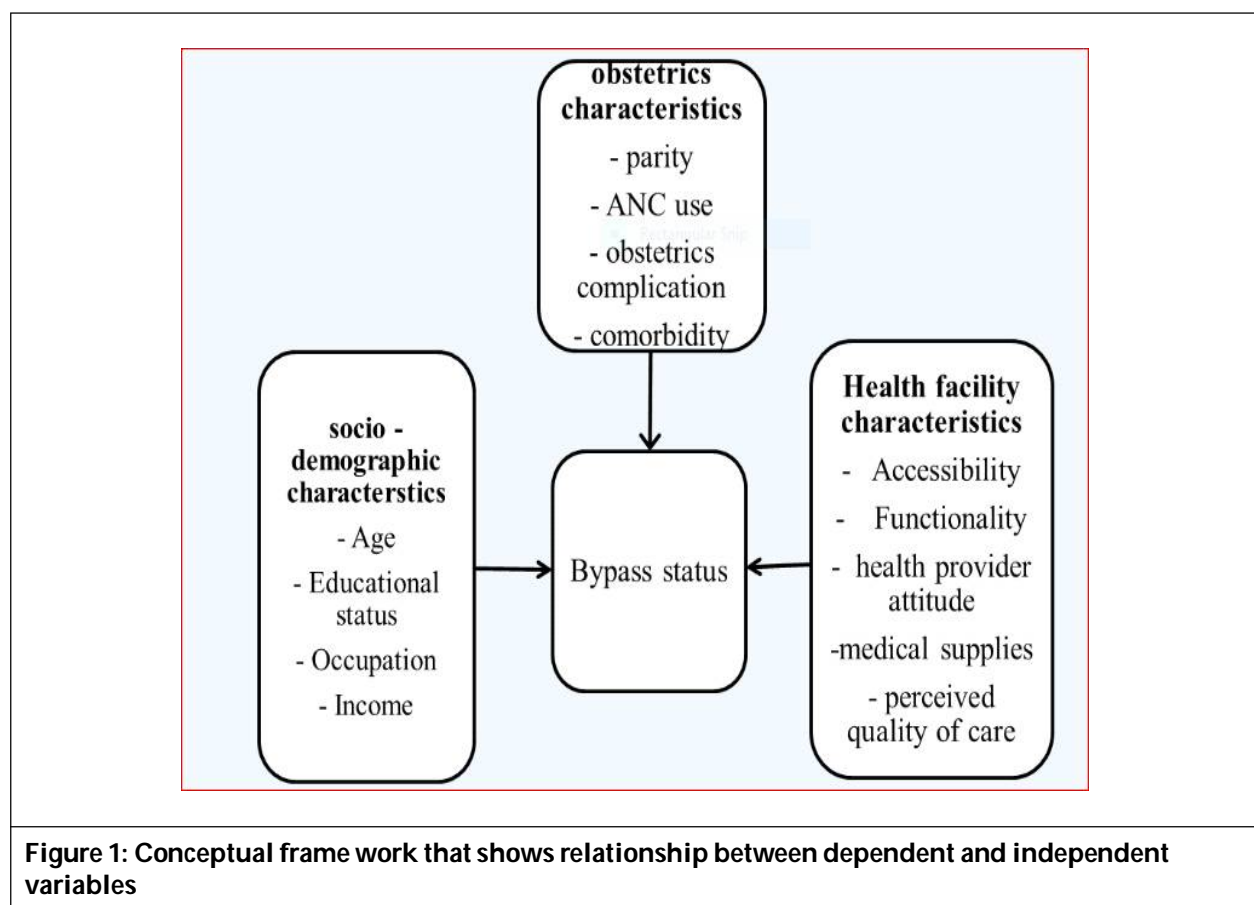 obstetrics
characteristics
- parity
- ANC use
- obstetrics
complication
- comorbidity
socio -
demographic
characterstics
- Age
- Educational
status
- Occupation
- Income
Bypass status
Health facility
characteristics
- Accessibility
- Functionality
- health provider
attitude
-medical supplies
- perceived
quality of care
Figure 1: Conceptual frame work that shows relationship between dependent and independent
variables